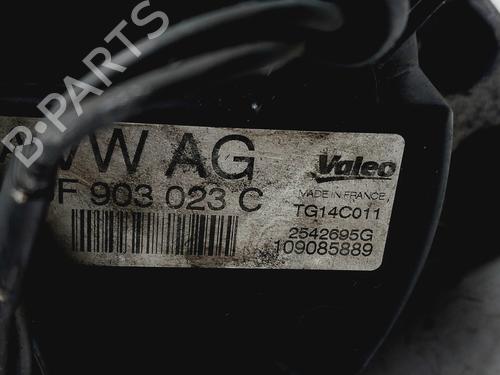 B-PARTS
VW AG
F 903 023 C
Valeo
MADE IN FRANCE
TG14C011
2542695G
109085889